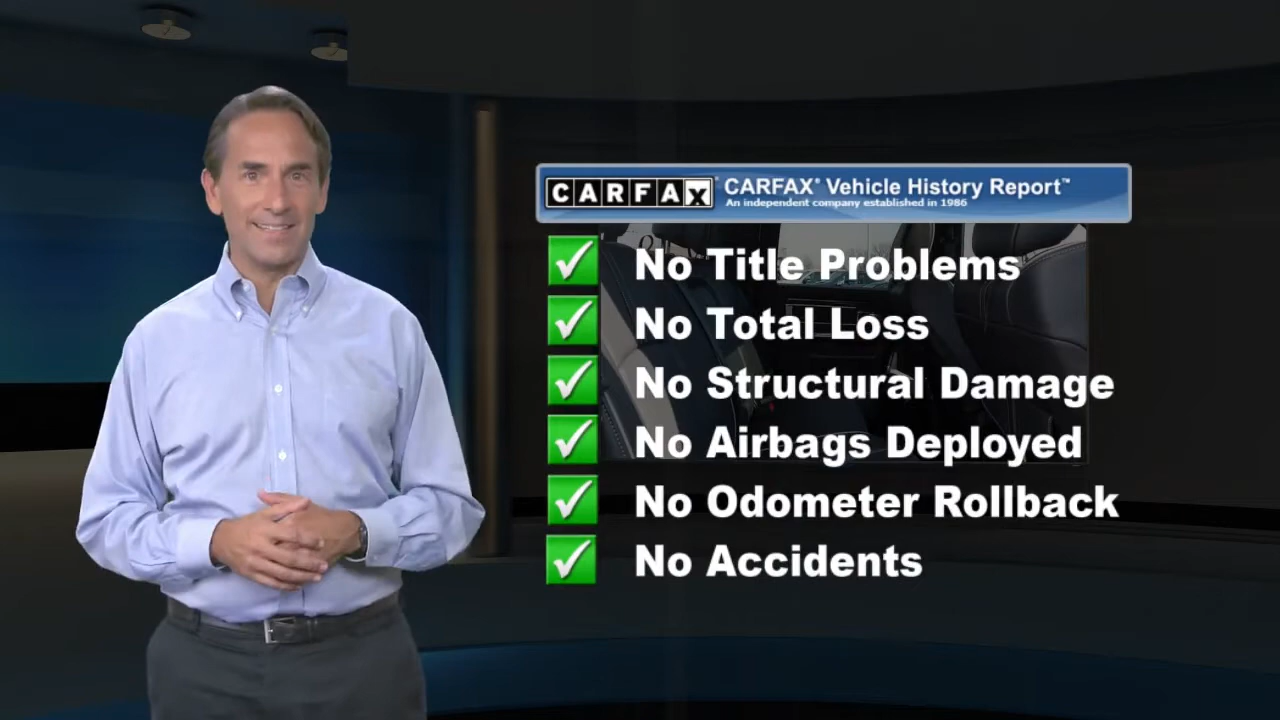 CARFAX® CARFAX® Vehicle History Report™
An independent company established in 1986
No Title Problems
No Total Loss
No Structural Damage
No Airbags Deployed
No Odometer Rollback
No Accidents